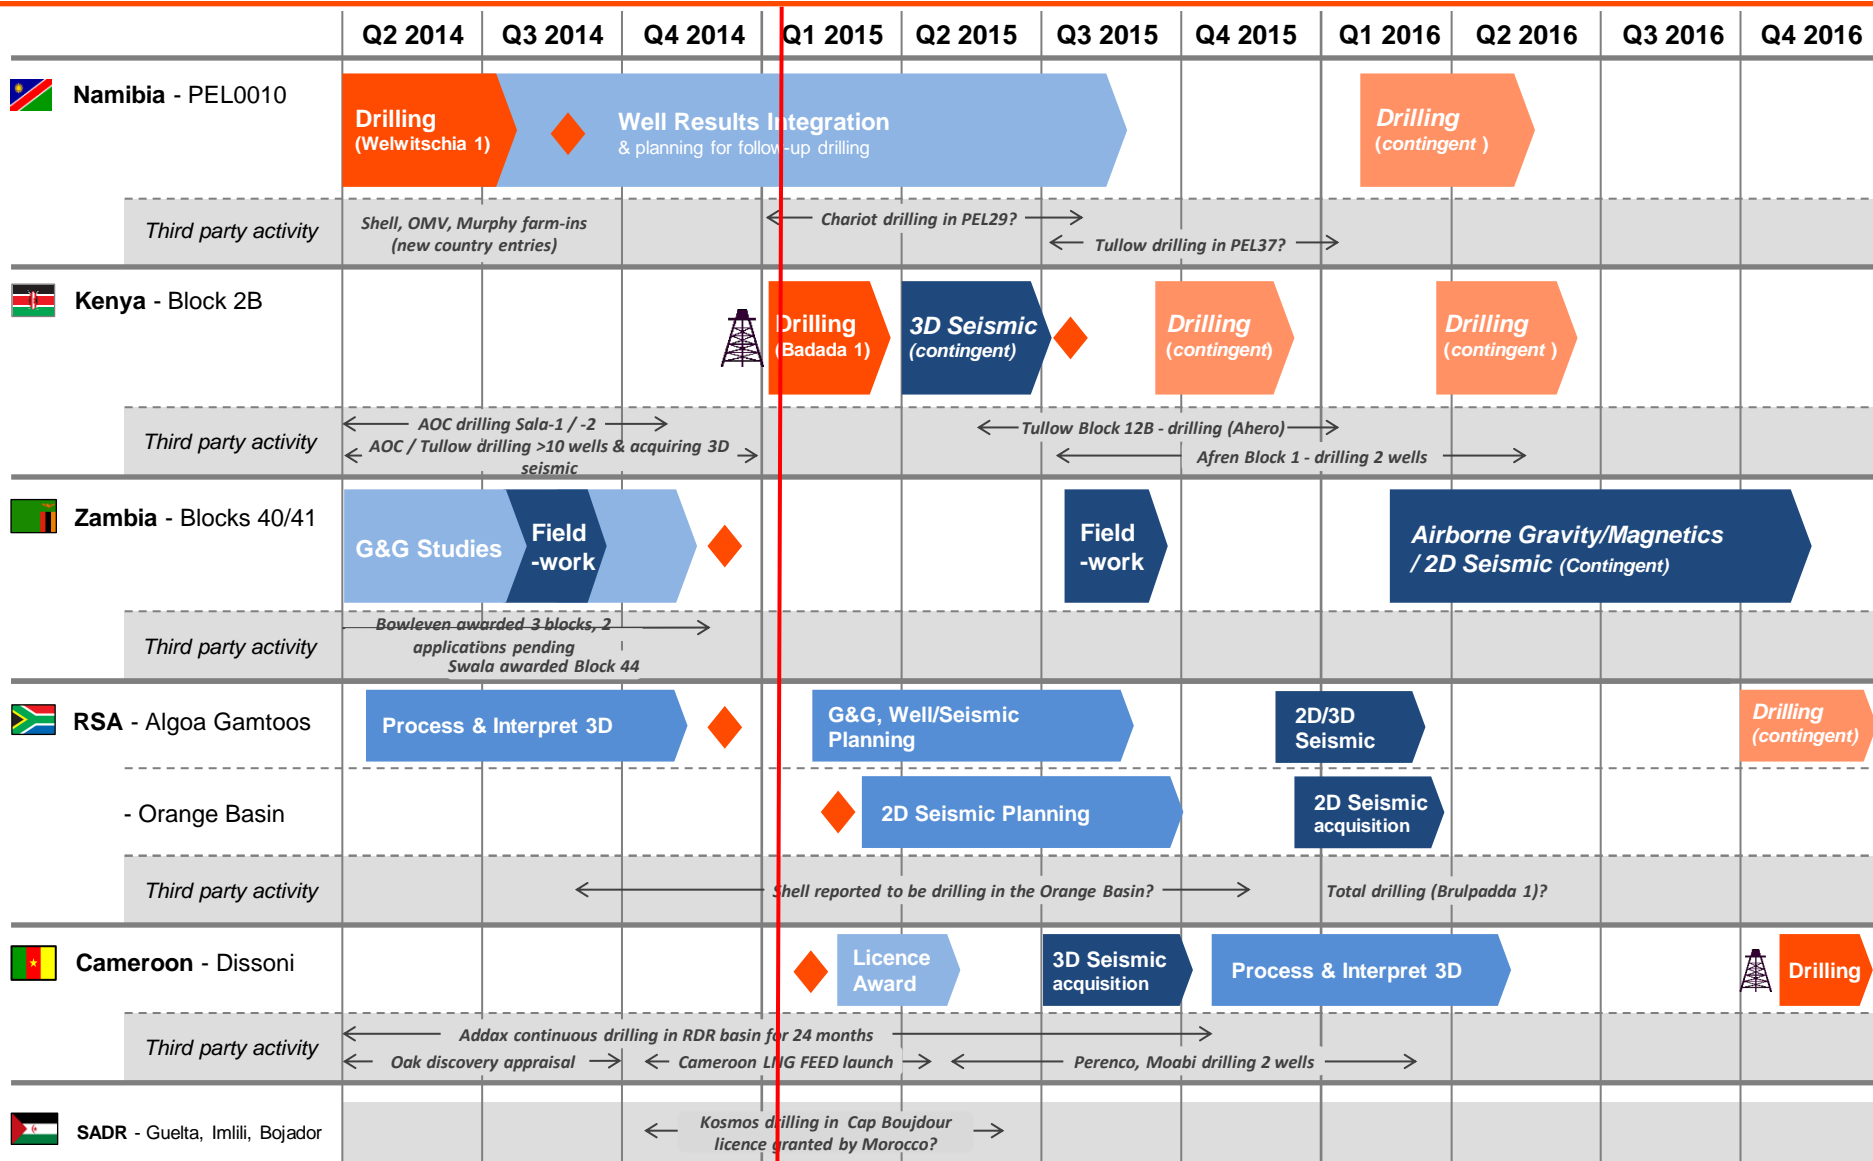 Q2 2014 Q3 2014 Q4 2014 Q1 2015 Q2 2015 Q3 2015 Q4 2015 Q1 2016 Q2 2016 Q3 2016 Q4 2016
Namibia - PEL0010
Drilling
(Welwitschia 1)
Well Results Integration
& planning for follow-up drilling
Drilling
(contingent )
Third party activity
Shell, OMV, Murphy farm-ins
(new country entries)
Chariot drilling in PEL29?
Tullow drilling in PEL37?
Kenya - Block 2B
Drilling
(Badada 1)
3D Seismic
(contingent)
Drilling
(contingent)
Drilling
(contingent )
Third party activity
AOC drilling Sala-1 / -2
AOC / Tullow drilling >10 wells & acquiring 3D
seismic
Tullow Block 12B - drilling (Ahero)
Afren Block 1 - drilling 2 wells
Zambia - Blocks 40/41
G&G Studies
Field
-work
Field
-work
Airborne Gravity/Magnetics
/ 2D Seismic (Contingent)
Third party activity
Bowleven awarded 3 blocks, 2
applications pending
Swala awarded Block 44
RSA - Algoa Gamtoos
Process & Interpret 3D
G&G, Well/Seismic
Planning
2D/3D
Seismic
Drilling
(contingent)
- Orange Basin
2D Seismic Planning
2D Seismic
acquisition
Third party activity
Shell reported to be drilling in the Orange Basin?
Total drilling (Brulpadda 1)?
Cameroon - Dissoni
Licence
Award
3D Seismic
acquisition
Process & Interpret 3D
Drilling
Third party activity
Addax continuous drilling in RDR basin for 24 months
Oak discovery appraisal
Cameroon LNG FEED launch
Perenco, Moabi drilling 2 wells
SADR - Guelta, Imlili, Bojador
Kosmos drilling in Cap Boujdour
licence granted by Morocco?